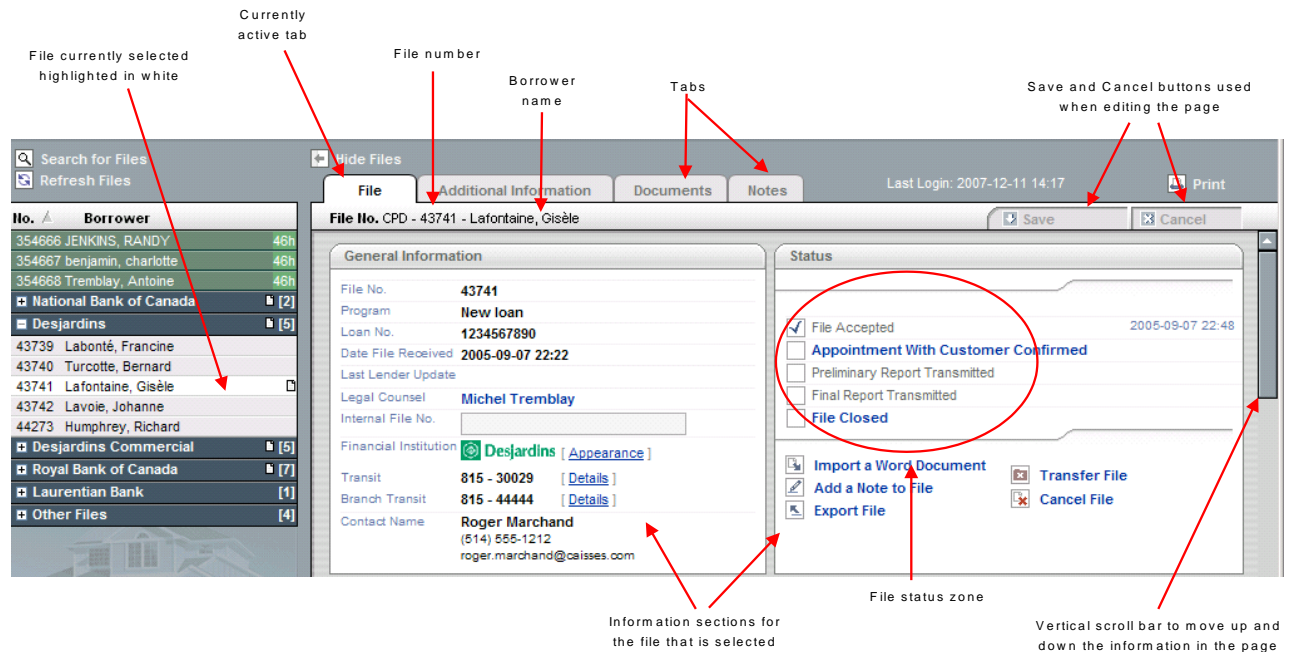 Currently
active tab
File currently selected
highlighted in white
File number
Borrower
name
Tabs
Save and Cancel buttons used
when editing the page
Search for Files
Refresh Files
Hide Files
File
Additional Information
Documents
Notes
Last Login: 2007-12-11 14:17
Print
No.
Borrower
File No. CPD - 43741 - Lafontaine, Gisèle
Save
Cancel
354666 JENKINS, RANDY 46h
354667 benjamin, charlotte 46h
354668 Tremblay, Antoine 46h
National Bank of Canada [2]
Desjardins [5]
43739 Labonté, Francine
43740 Turcotte, Bernard
43741 Lafontaine, Gisèle
43742 Lavoie, Johanne
44273 Humphrey, Richard
Desjardins Commercial [5]
Royal Bank of Canada [7]
Laurentian Bank [1]
Other Files [4]
General Information
File No. 43741
Program New loan
Loan No. 1234567890
Date File Received 2005-09-07 22:22
Last Lender Update
Legal Counsel Michel Tremblay
Internal File No.
Financial Institution Desjardins [ Appearance ]
Transit 815 - 30029 [ Details ]
Branch Transit 815 - 44444 [ Details ]
Contact Name Roger Marchand
(514) 555-1212
roger.marchand@caisses.com
Status
File Accepted 2005-09-07 22:48
Appointment With Customer Confirmed
Preliminary Report Transmitted
Final Report Transmitted
File Closed
Import a Word Document
Add a Note to File
Export File
Transfer File
Cancel File
File status zone
Information sections for
the file that is selected
Vertical scroll bar to move up and
down the information in the page